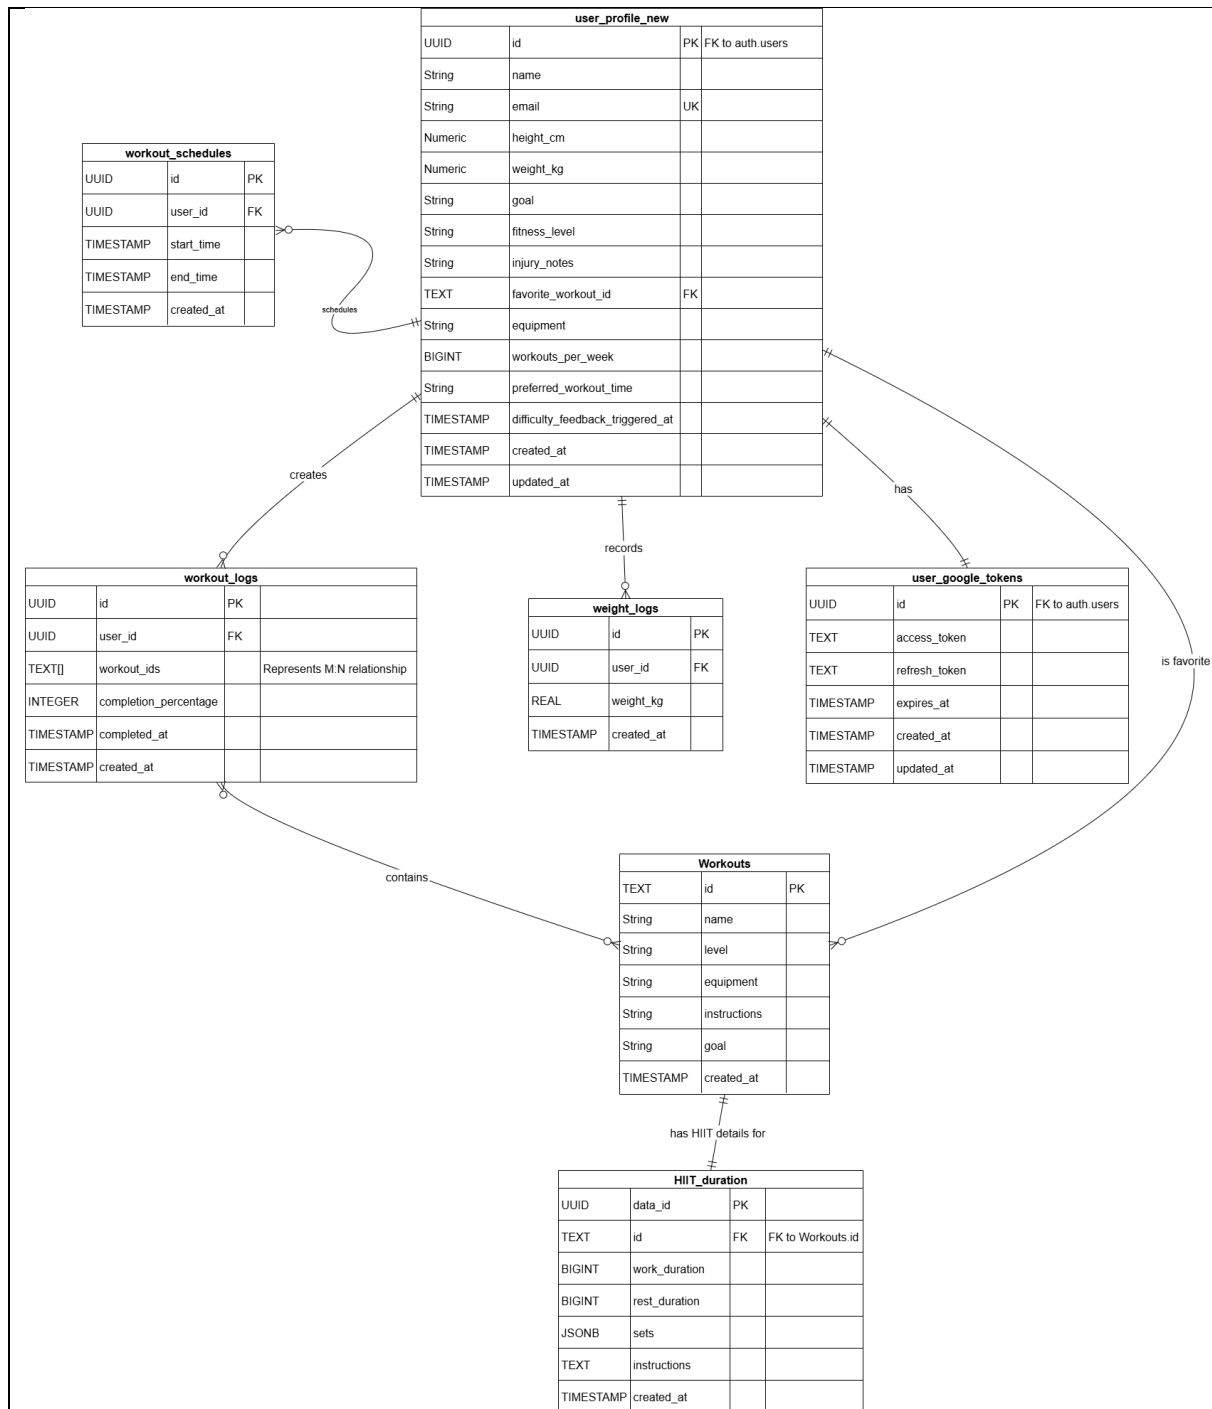 user_profile_new
UUID id PK FK to auth.users
String name
String email UK
Numeric height_cm
Numeric weight_kg
String goal
String fitness_level
String injury_notes
TEXT favorite_workout_id FK
String equipment
BIGINT workouts_per_week
String preferred_workout_time
TIMESTAMP difficulty_feedback_triggered_at
TIMESTAMP created_at
TIMESTAMP updated_at
workout_schedules
UUID id PK
UUID user_id FK
TIMESTAMP start_time
TIMESTAMP end_time
TIMESTAMP created_at
schedules
creates
records
has
is favorite
workout_logs
UUID id PK
UUID user_id FK
TEXT[] workout_ids Represents M:N relationship
INTEGER completion_percentage
TIMESTAMP completed_at
TIMESTAMP created_at
weight_logs
UUID id PK
UUID user_id FK
REAL weight_kg
TIMESTAMP created_at
user_google_tokens
UUID id PK FK to auth.users
TEXT access_token
TEXT refresh_token
TIMESTAMP expires_at
TIMESTAMP created_at
TIMESTAMP updated_at
contains
Workouts
TEXT id PK
String name
String level
String equipment
String instructions
String goal
TIMESTAMP created_at
has HIIT details for
HIIT_duration
UUID data_id PK
TEXT id FK FK to Workouts.id
BIGINT work_duration
BIGINT rest_duration
JSONB sets
TEXT instructions
TIMESTAMP created_at